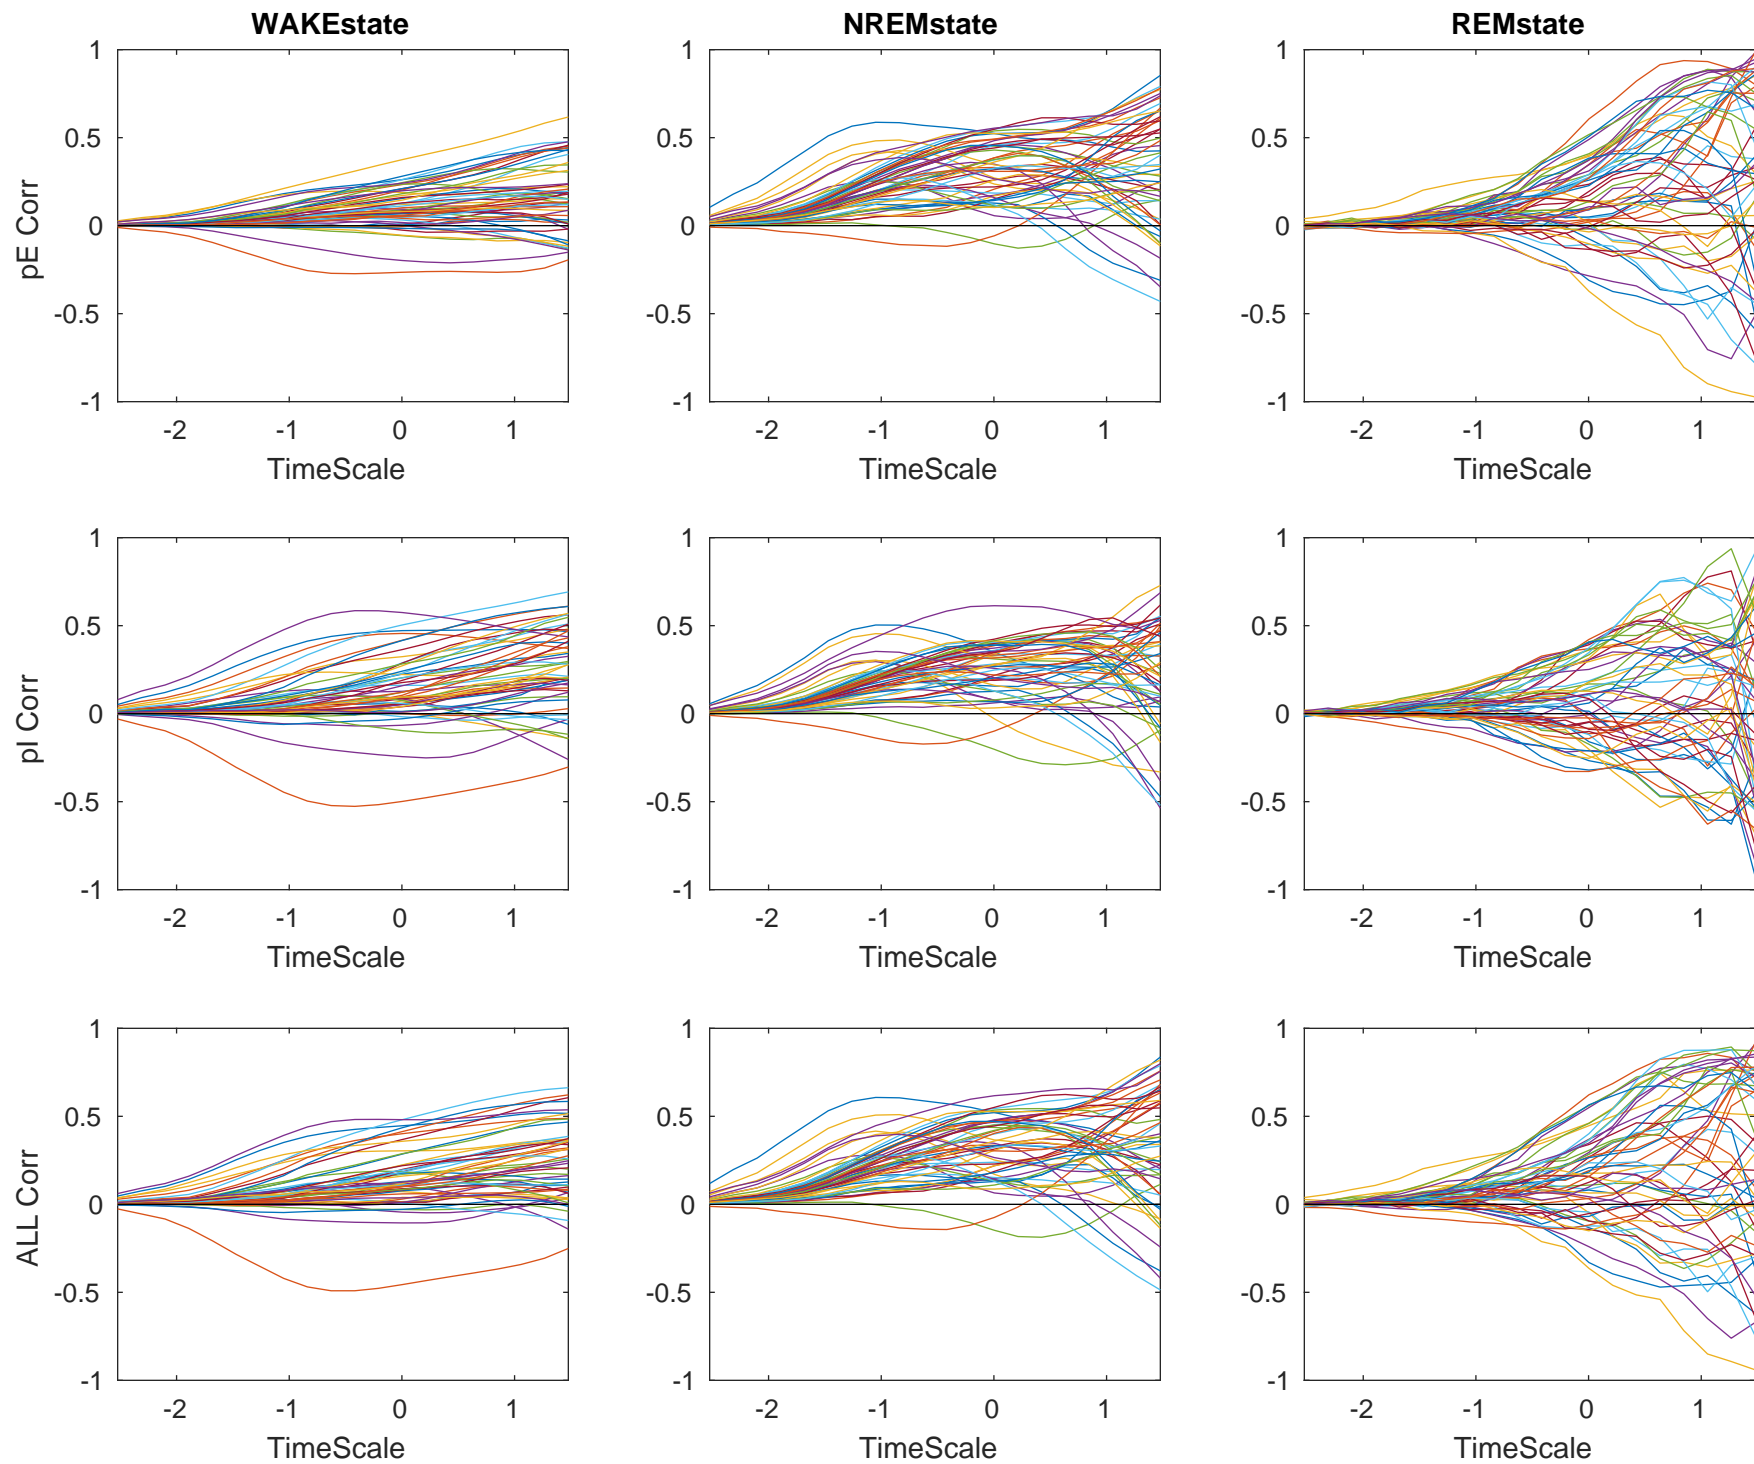 WAKEstate NREMstate REMstate
1 1 1
0.5 0.5 0.5
0 0 0
-0.5 -0.5 -0.5
-1 -1 -1
pE Corr
-2 -1 0 1 -2 -1 0 1 -2 -1 0 1
TimeScale TimeScale TimeScale
1 1 1
0.5 0.5 0.5
0 0 0
-0.5 -0.5 -0.5
-1 -1 -1
pI Corr
-2 -1 0 1 -2 -1 0 1 -2 -1 0 1
TimeScale TimeScale TimeScale
1 1 1
0.5 0.5 0.5
0 0 0
-0.5 -0.5 -0.5
-1 -1 -1
ALL Corr
-2 -1 0 1 -2 -1 0 1 -2 -1 0 1
TimeScale TimeScale TimeScale